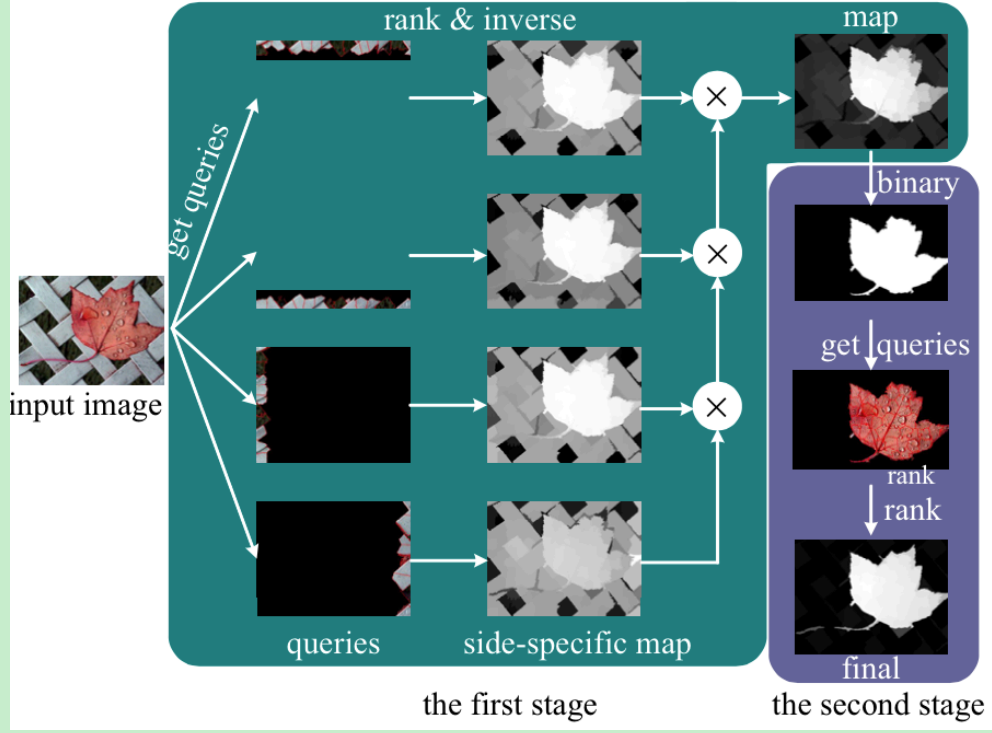 rank & inverse
map
get queries
binary
get queries
input image
rank
rank
queries
side-specific map
final
the first stage
the second stage